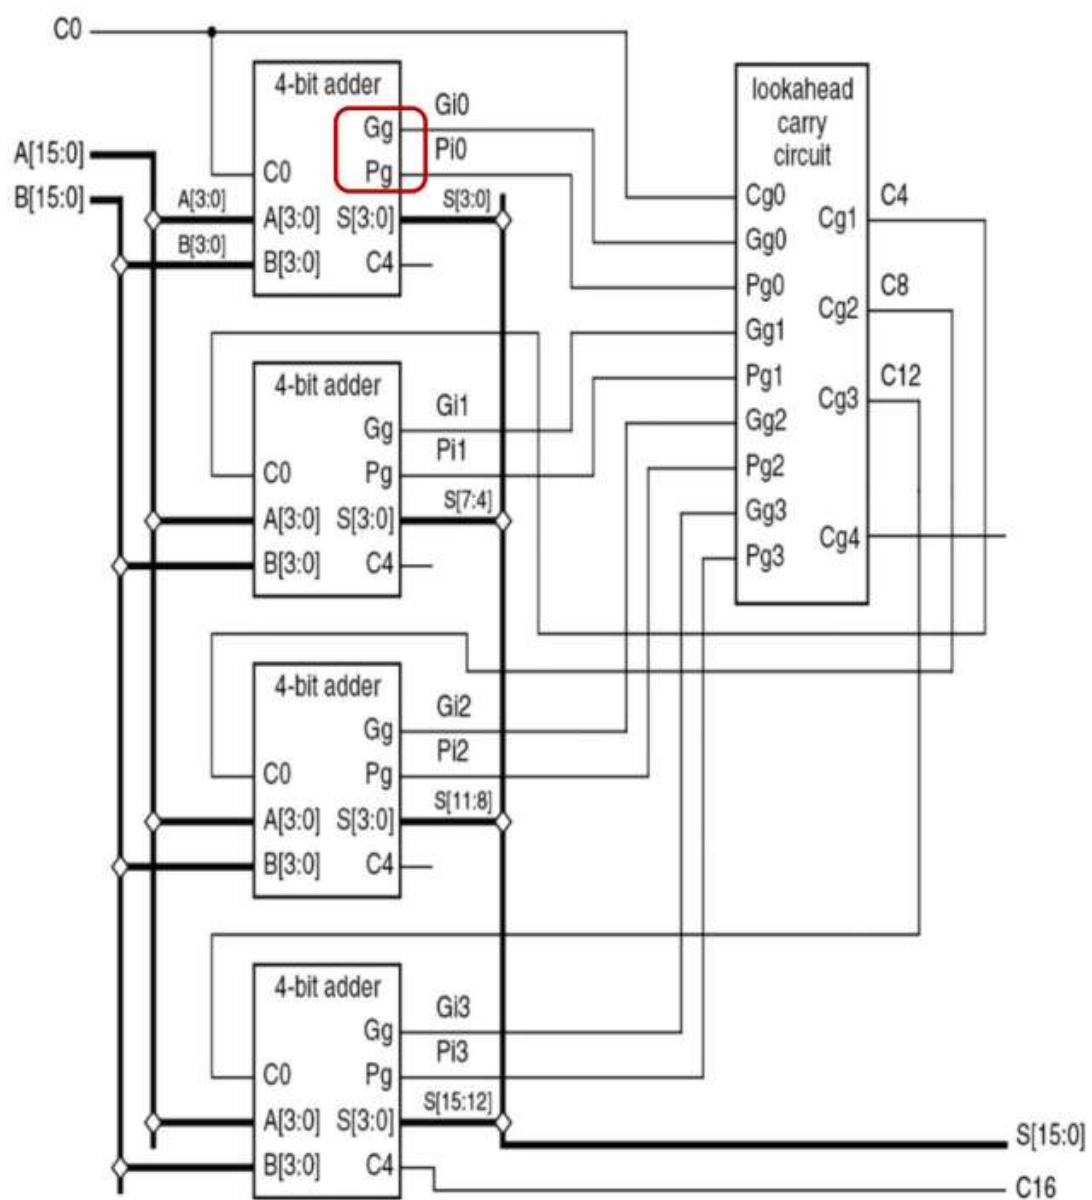 C0
4-bit adder
Gg
Pg
C0
A[3:0] S[3:0]
B[3:0] C4
Gi0
Pi0
S[3:0]
A[15:0]
B[15:0]
A[3:0]
B[3:0]
lookahead
carry
circuit
Cg0
Gg0
Pg0
Gg1
Pg1
Gg2
Pg2
Gg3
Pg3
Cg1
Cg2
Cg3
Cg4
C4
C8
C12
4-bit adder
Gg
C0 Pg
A[3:0] S[3:0]
B[3:0] C4
Gi1
Pi1
S[7:4]
4-bit adder
Gg
C0 Pg
A[3:0] S[3:0]
B[3:0] C4
Gi2
Pi2
S[11:8]
4-bit adder
Gg
C0 Pg
A[3:0] S[3:0]
B[3:0] C4
Gi3
Pi3
S[15:12]
S[15:0]
C16